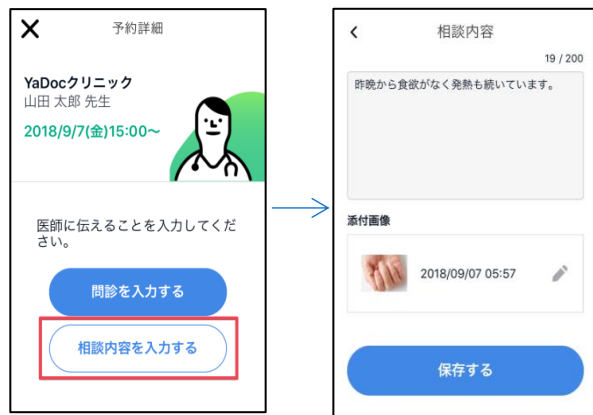 予約詳細
YaDocクリニック
山田 太郎 先生
2018/9/7(金)15:00～
医師に伝えることを入力してくだ
さい。
問診を入力する
相談内容を入力する
相談内容
19 / 200
昨晩から食欲がなく発熱も続いています。
添付画像
2018/09/07 05:57
保存する